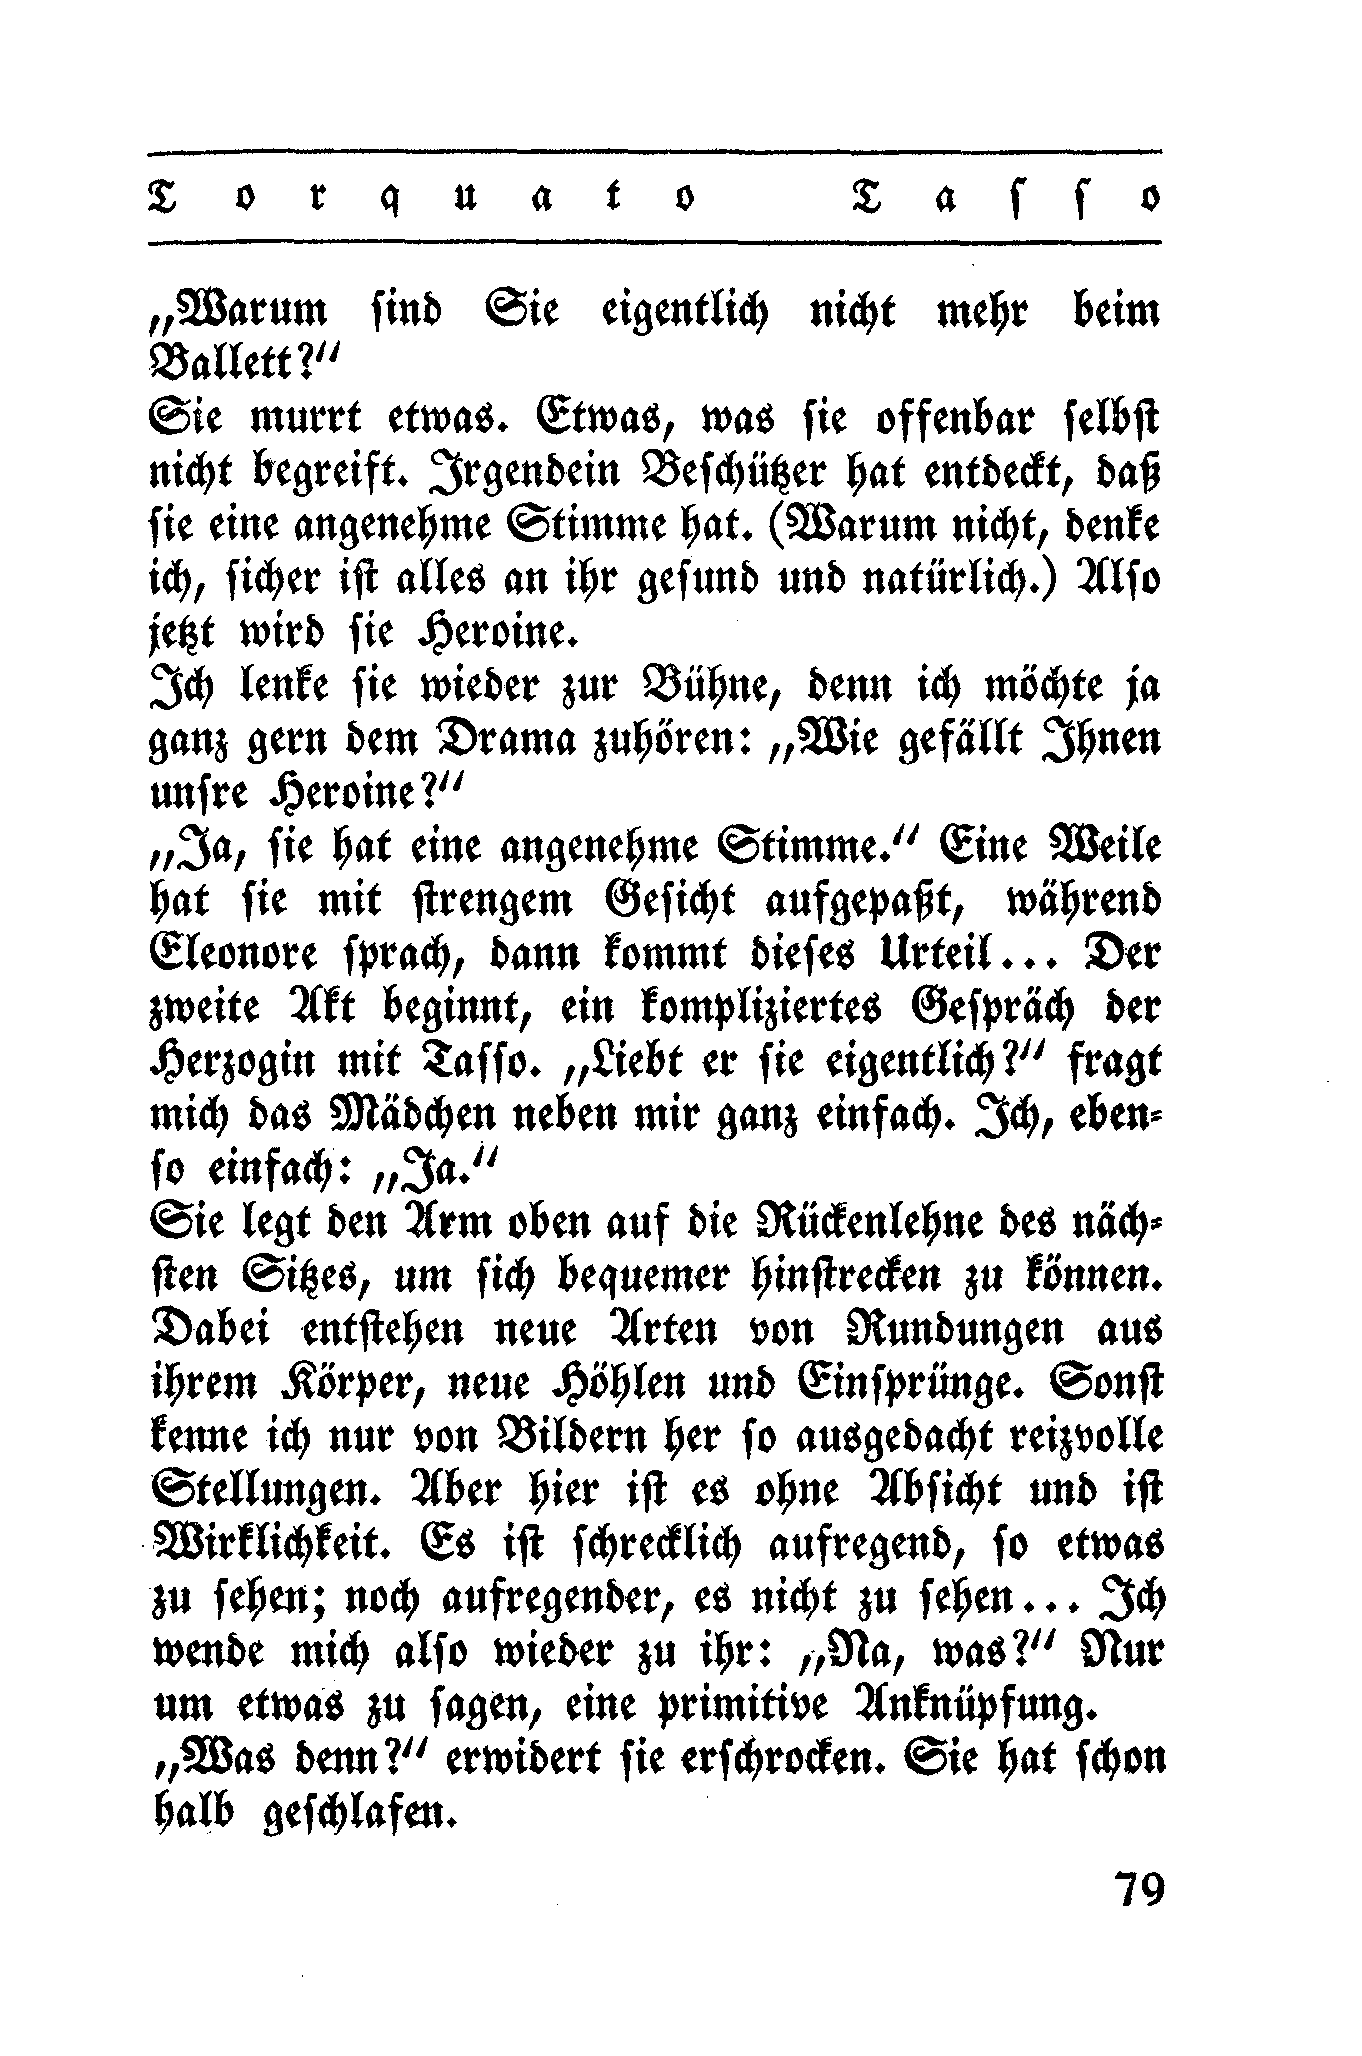 Torquato Tasso
„Warum sind Sie eigentlich nicht mehr beim
Ballett?“
Sie murrt etwas. Etwas, was sie offenbar selbst
nicht begreift. Irgendein Beschützer hat entdeckt, daß
sie eine angenehme Stimme hat. (Warum nicht, denke
ich, sicher ist alles an ihr gesund und natürlich.) Also
jetzt wird sie Heroine.
Ich lenke sie wieder zur Bühne, denn ich möchte ja
ganz gern dem Drama zuhören: „Wie gefällt Ihnen
unsre Heroine?“
„Ja, sie hat eine angenehme Stimme.“ Eine Weile
hat sie mit strengem Gesicht aufgepaßt, während
Eleonore sprach, dann kommt dieses Urteil... Der
zweite Akt beginnt, ein kompliziertes Gespräch der
Herzogin mit Tasso. „Liebt er sie eigentlich?“ fragt
mich das Mädchen neben mir ganz einfach. Ich, eben-
so einfach: „Ja.“
Sie legt den Arm oben auf die Rückenlehne des näch-
sten Sitzes, um sich bequemer hinstrecken zu können.
Dabei entstehen neue Arten von Rundungen aus
ihrem Körper, neue Höhlen und Einsprünge. Sonst
kenne ich nur von Bildern her so ausgedacht reizvolle
Stellungen. Aber hier ist es ohne Absicht und ist
Wirklichkeit. Es ist schrecklich aufregend, so etwas
zu sehen; noch aufregender, es nicht zu sehen... Ich
wende mich also wieder zu ihr: „Na, was?“ Nur
um etwas zu sagen, eine primitive Anknüpfung.
„Was denn?“ erwidert sie erschrocken. Sie hat schon
halb geschlafen.
79